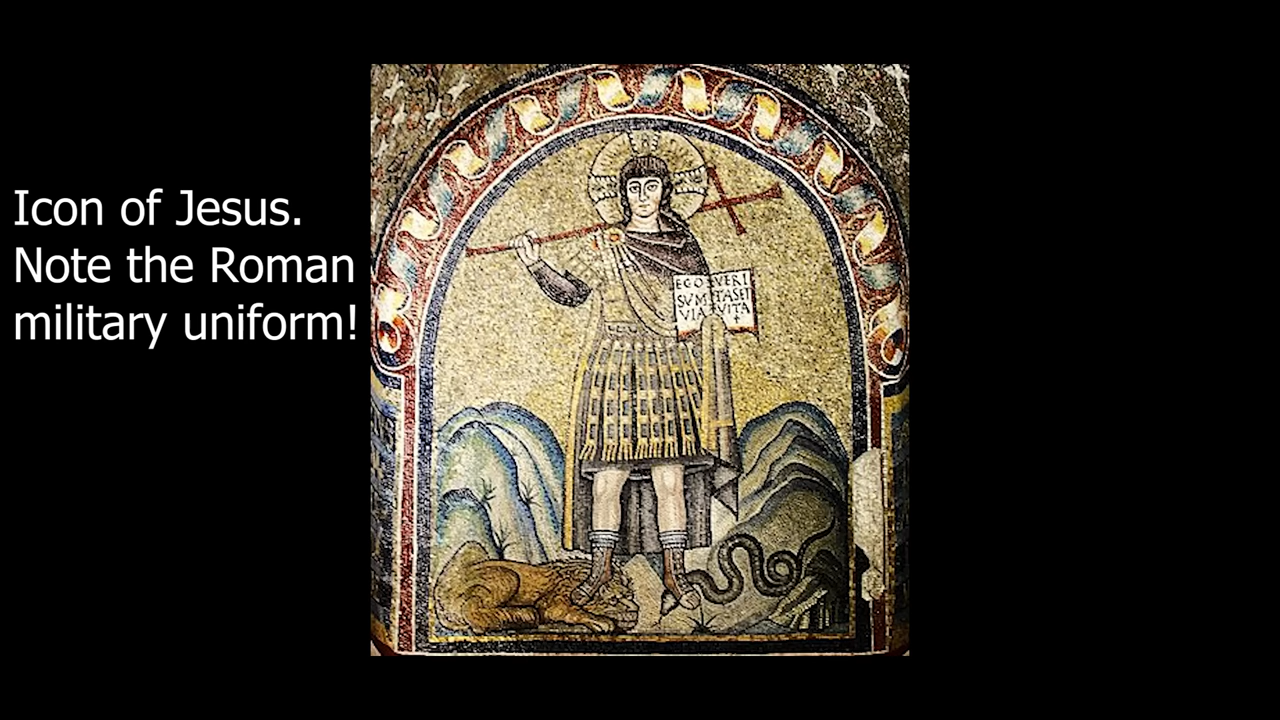 Icon of Jesus.
Note the Roman
military uniform!
EGO VERI
SVM TASET
VIA VITA